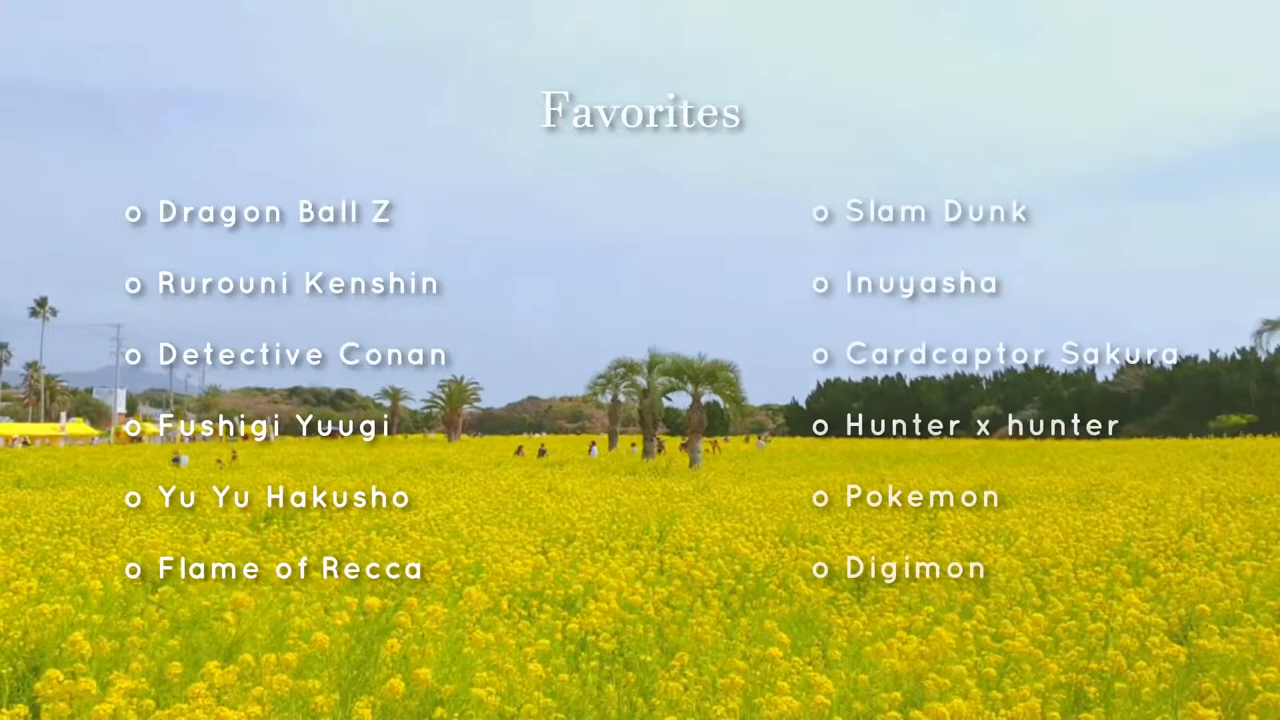 Favorites
o Dragon Ball Z
o Rurouni Kenshin
o Detective Conan
o Fushigi Yuugi
o Yu Yu Hakusho
o Flame of Recca
o Slam Dunk
o Inuyasha
o Cardcaptor Sakura
o Hunter x hunter
o Pokemon
o Digimon